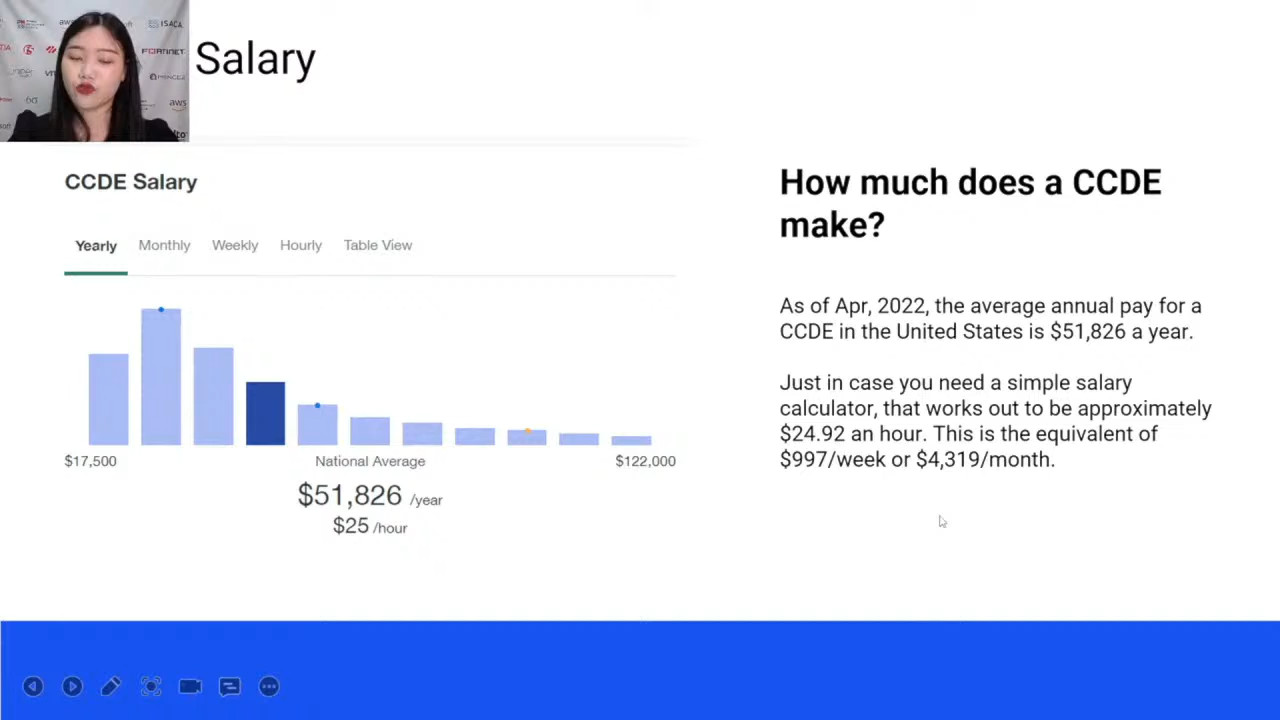 ISACA
FORTINET
aws
Salary
CCDE Salary
Yearly Monthly Weekly Hourly Table View
$17,500 National Average $122,000
$51,826 /year
$25 /hour
How much does a CCDE
make?
As of Apr, 2022, the average annual pay for a
CCDE in the United States is $51,826 a year.
Just in case you need a simple salary
calculator, that works out to be approximately
$24.92 an hour. This is the equivalent of
$997/week or $4,319/month.